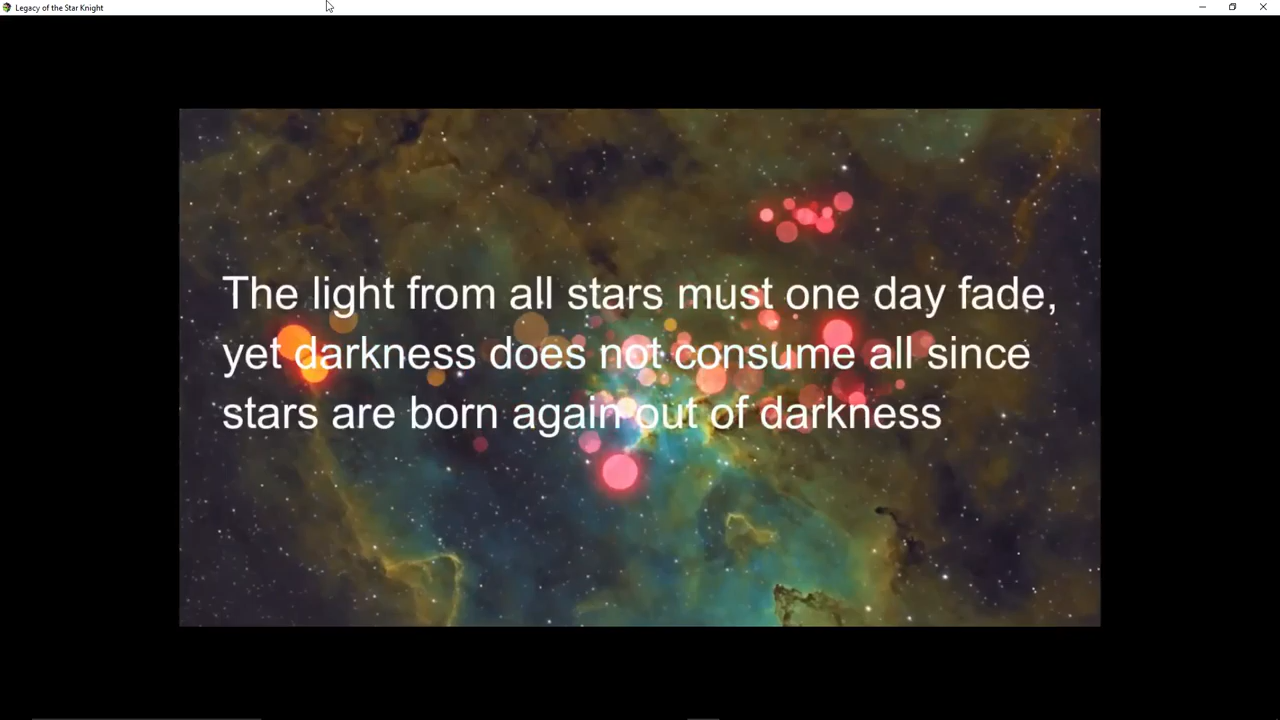 Legacy of the Star Knight
The light from all stars must one day fade,
yet darkness does not consume all since
stars are born again out of darkness